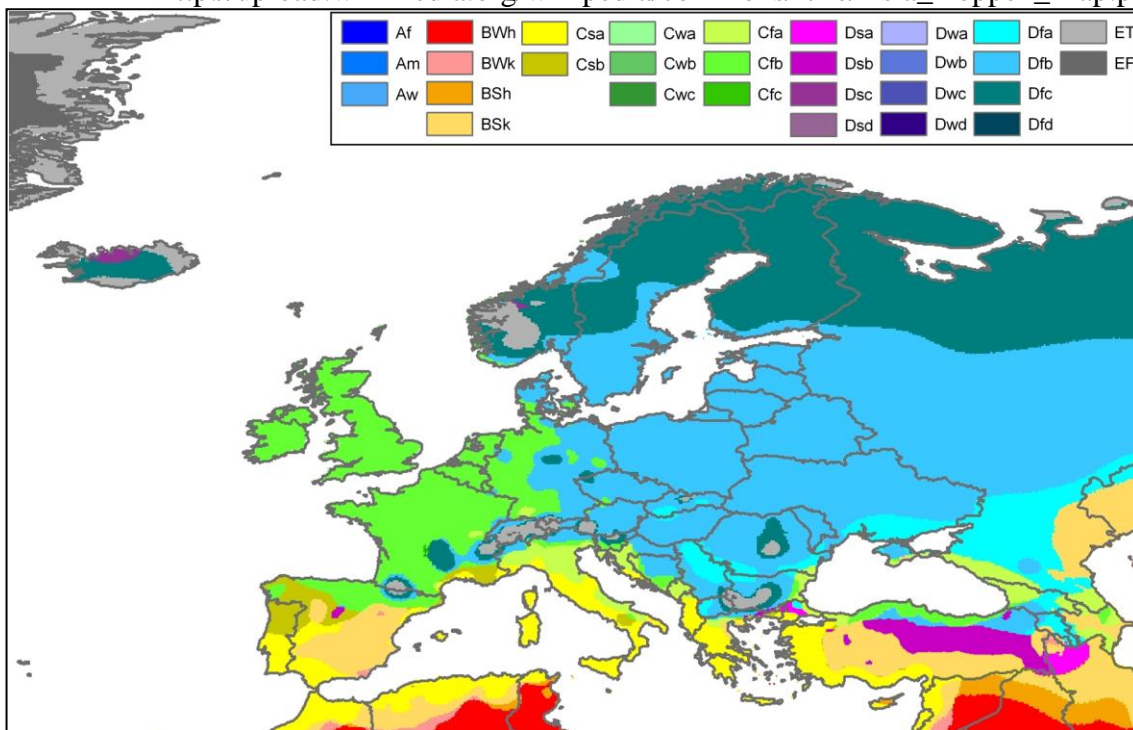 Af BWh Csa Cwa Cfa Dsa Dwa Dfa ET
Am BWk Csb Cwb Cfb Dsb Dwb Dfb EF
Aw BSh Cwc Cfc Dsc Dwc Dfc
BSk Dsd Dwd Dfd